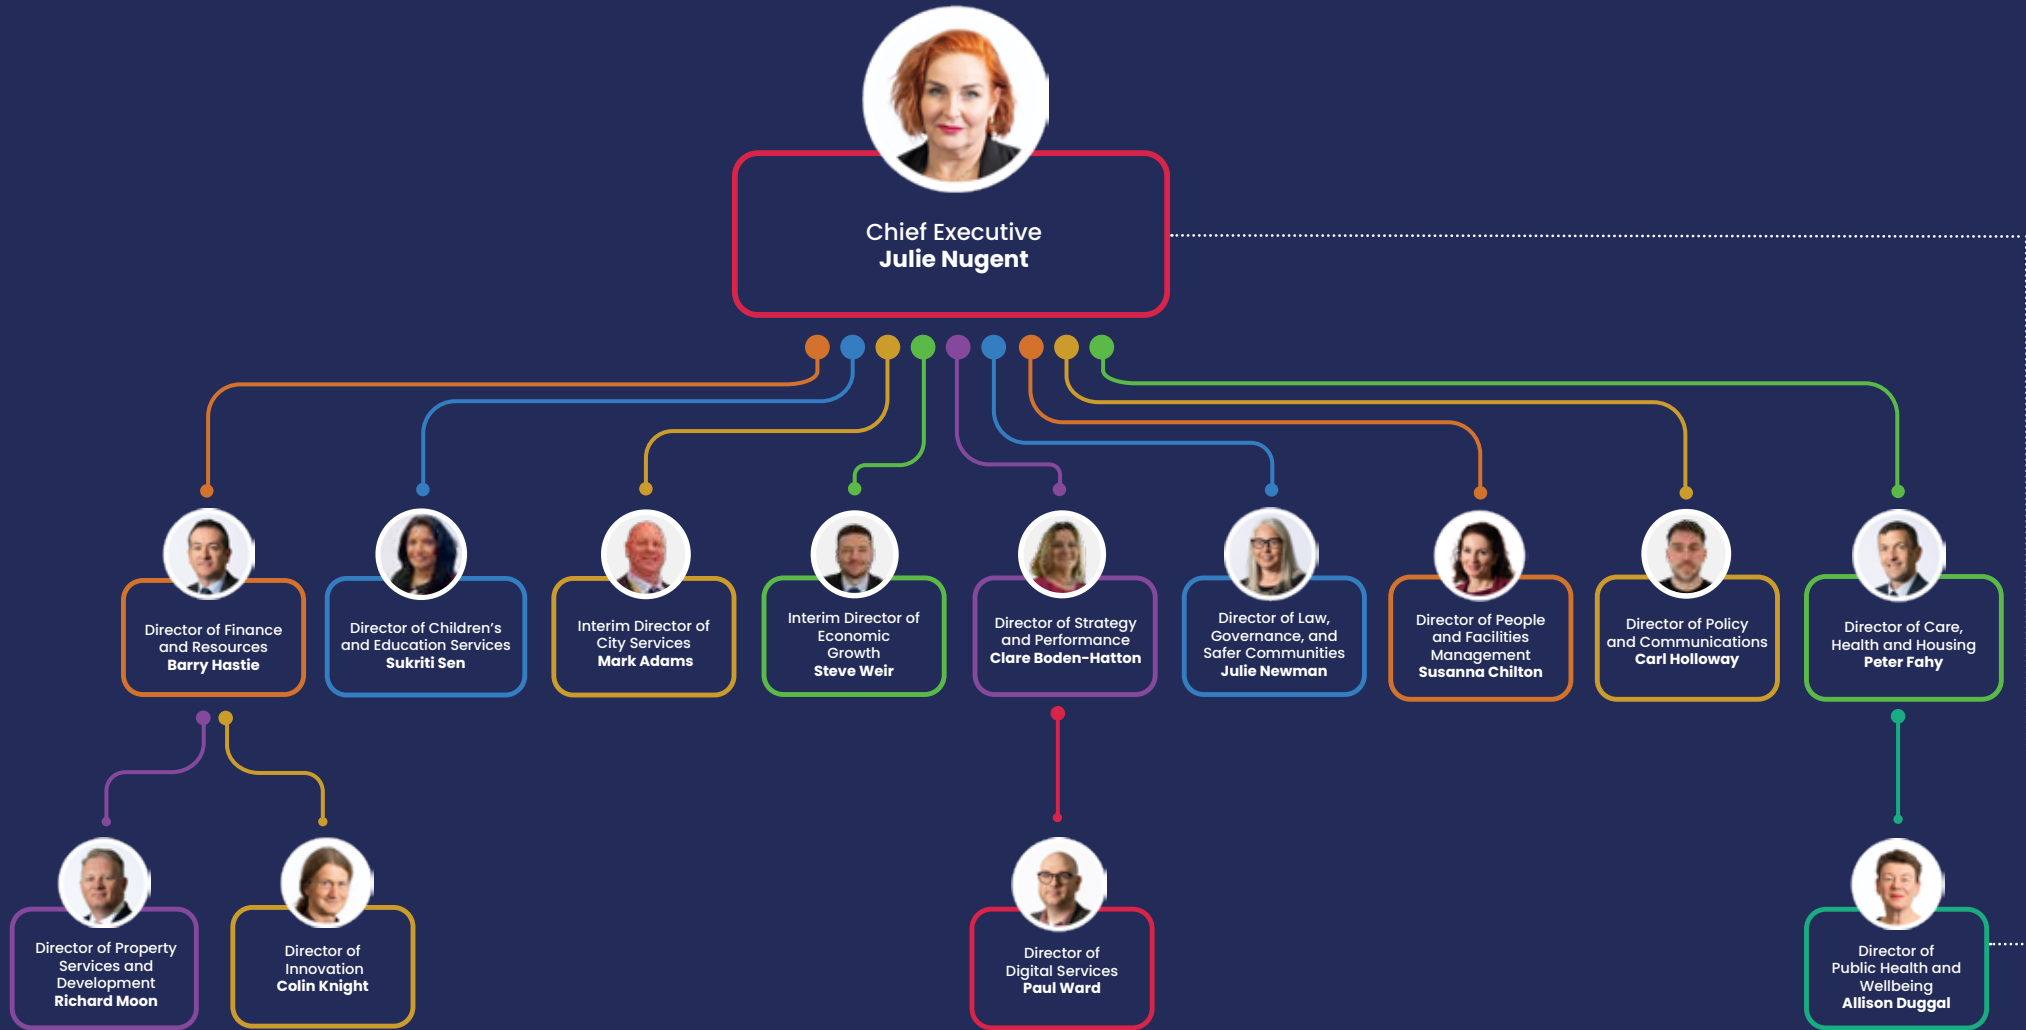 Chief Executive
Julie Nugent
Director of Finance
and Resources
Barry Hastie
Director of Children's
and Education Services
Sukriti Sen
Interim Director of
City Services
Mark Adams
Interim Director of
Economic
Growth
Steve Weir
Director of Strategy
and Performance
Clare Boden-Hatton
Director of Law,
Governance, and
Safer Communities
Julie Newman
Director of People
and Facilities
Management
Susanna Chilton
Director of Policy
and Communications
Carl Holloway
Director of Care,
Health and Housing
Peter Fahy
Director of Property
Services and
Development
Richard Moon
Director of
Innovation
Colin Knight
Director of
Digital Services
Paul Ward
Director of
Public Health and
Wellbeing
Allison Duggal